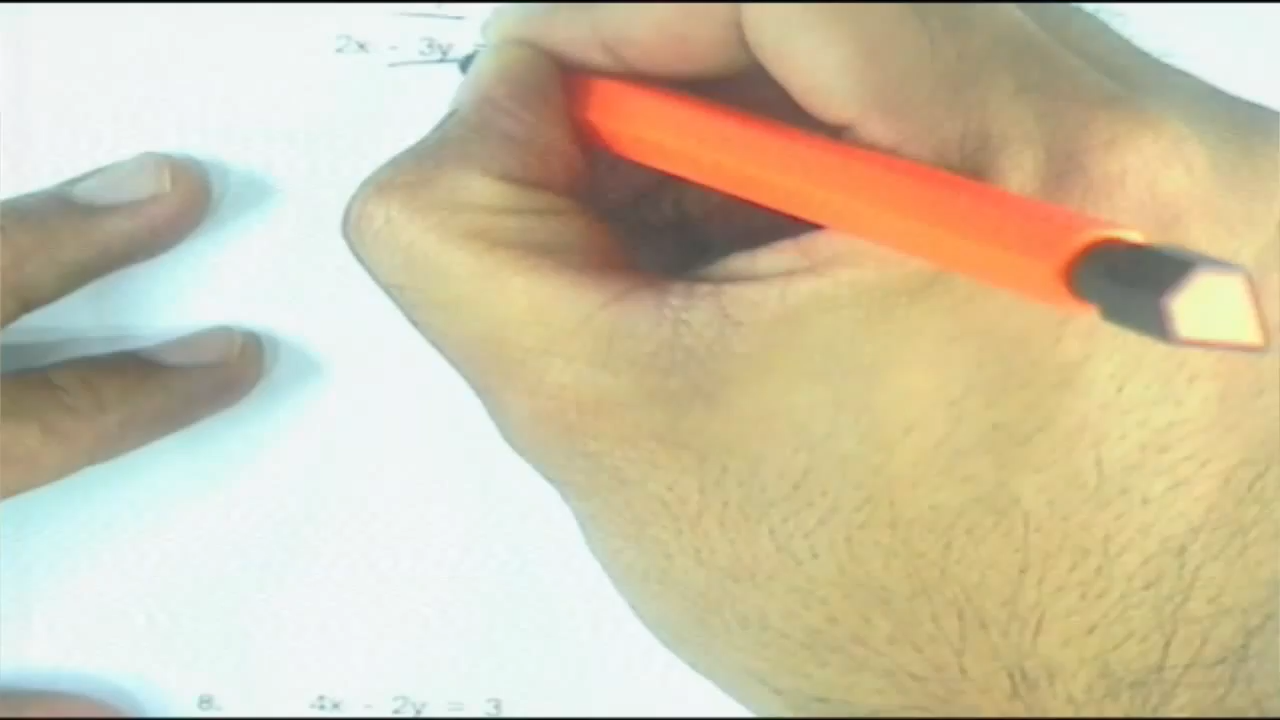 2x - 3y
8. 4x - 2y = 3